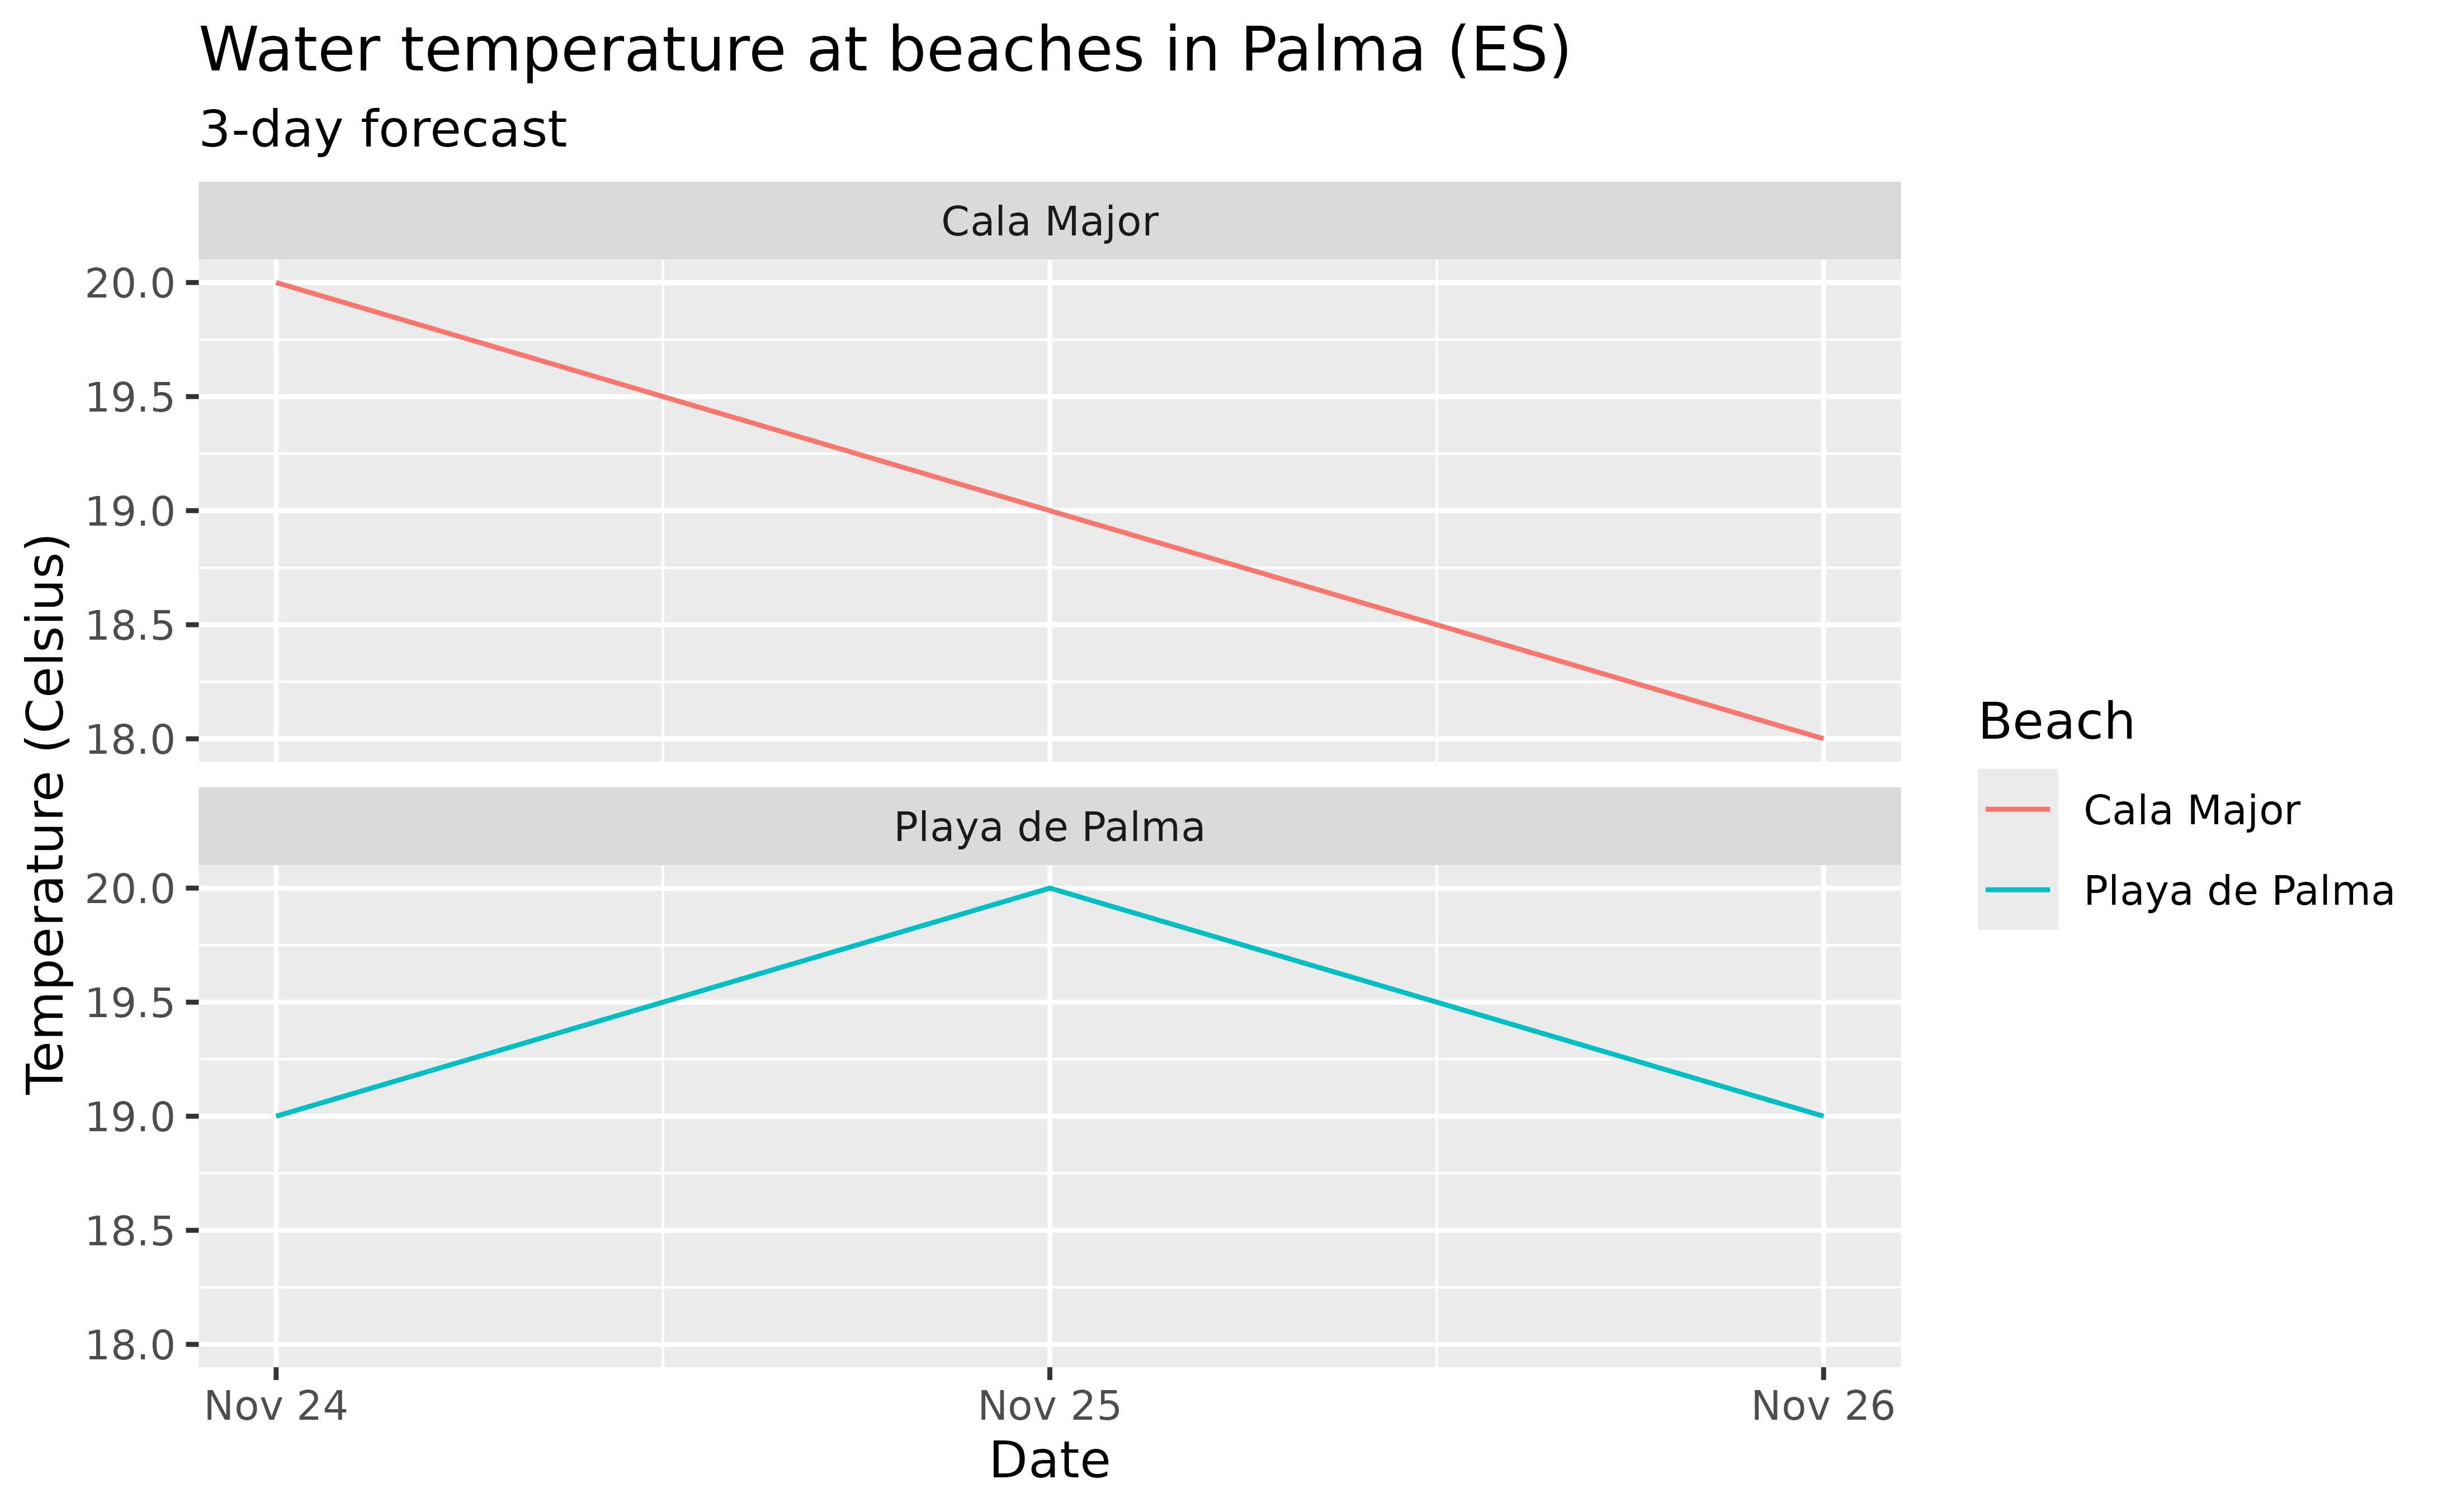 Water temperature at beaches in Palma (ES)
3-day forecast
Cala Major
20.0
19.5
19.0
18.5
18.0
Playa de Palma
20.0
19.5
19.0
18.5
18.0
Temperature (Celsius)
Nov 24
Nov 25
Nov 26
Date
Beach
Cala Major
Playa de Palma